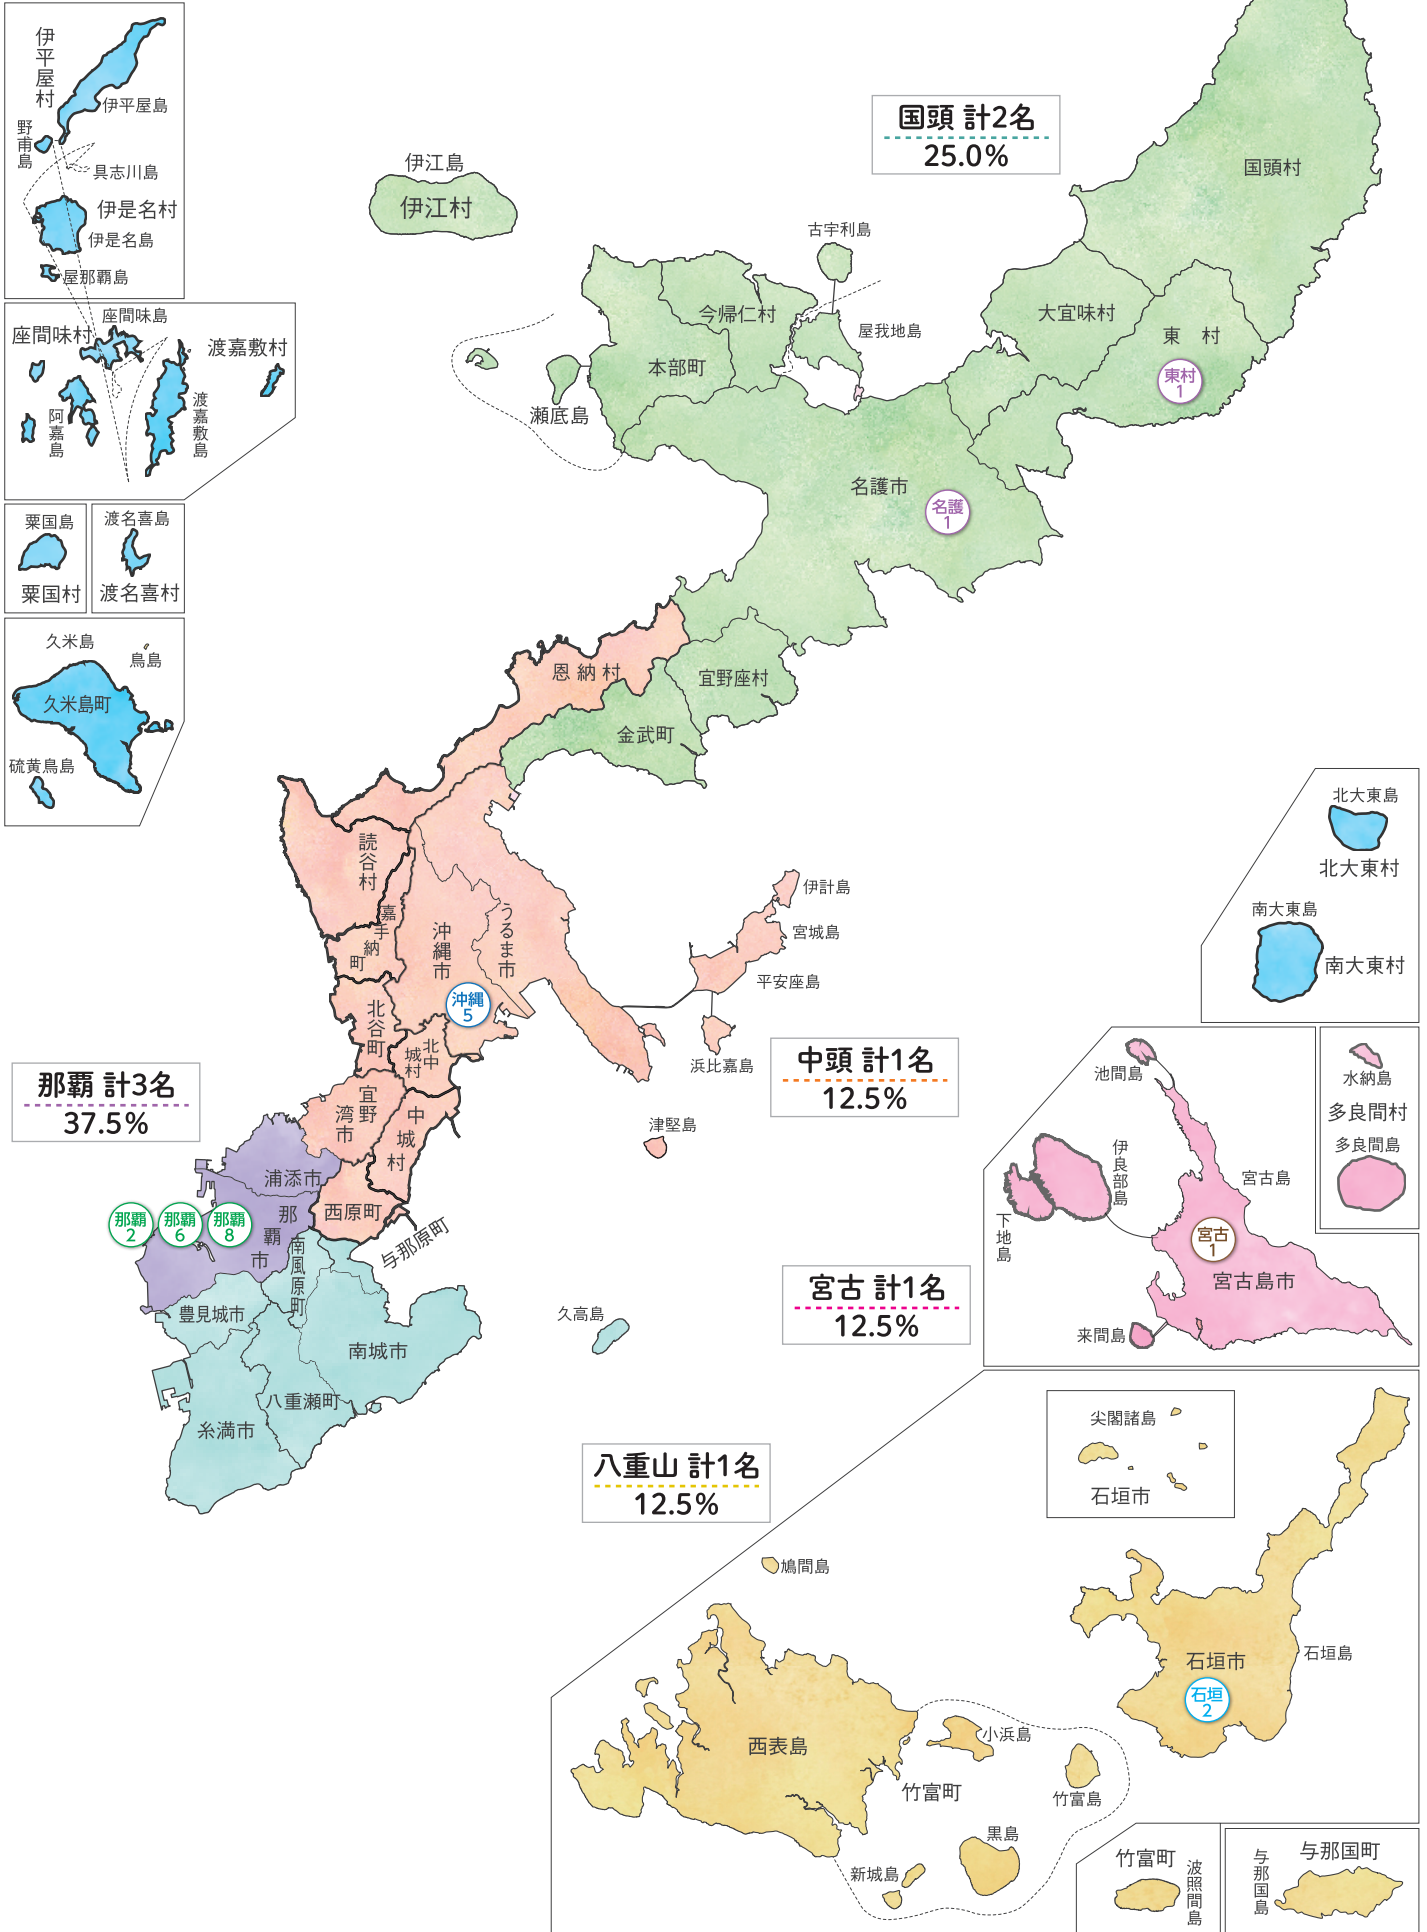 伊平屋村
伊平屋島
野甫島
具志川島
伊是名村
伊是名島
屋那覇島
座間味島
座間味村
渡嘉敷村
阿嘉島
渡嘉敷島
粟国島
粟国村
渡名喜島
渡名喜村
久米島
鳥島
久米島町
硫黄鳥島
国頭 計2名
25.0%
伊江島
伊江村
国頭村
古宇利島
今帰仁村
屋我地島
大宜味村
東 村
東村
1
本部町
瀬底島
名護市
名護
1
恩納村
宜野座村
金武町
読谷村
嘉手納町
沖縄市
うるま市
沖縄
5
伊計島
宮城島
平安座島
浜比嘉島
津堅島
北谷町
北中城村
宜野湾市
中城村
中頭 計1名
12.5%
那覇 計3名
37.5%
浦添市
西原町
那覇
2
那覇
6
那覇
8
那覇市
与那原町
南風原町
豊見城市
南城市
八重瀬町
糸満市
久高島
北大東島
北大東村
南大東島
南大東村
池間島
水納島
多良間村
多良間島
伊良部島
下地島
宮古島
宮古
1
宮古島市
来間島
宮古 計1名
12.5%
八重山 計1名
12.5%
尖閣諸島
石垣市
鳩間島
石垣市
石垣島
石垣
2
西表島
小浜島
竹富町
竹富島
黒島
新城島
竹富町
波照間島
与那国町
与那国島